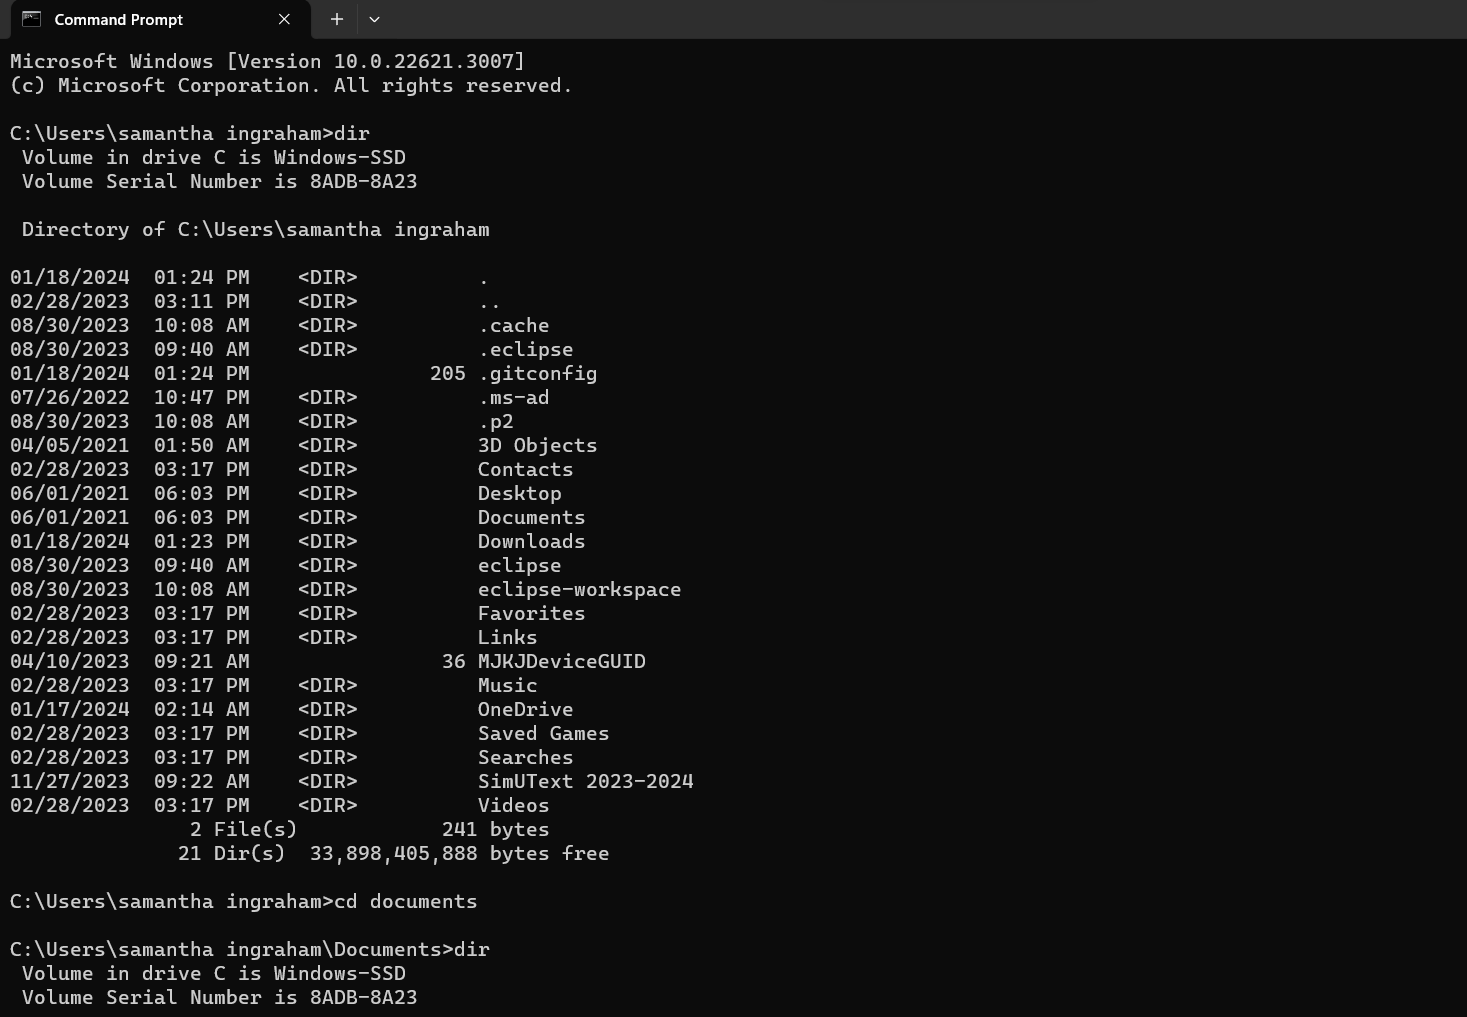 Command Prompt
Microsoft Windows [Version 10.0.22621.3007]
(c) Microsoft Corporation. All rights reserved.

C:\Users\samantha ingraham>dir
 Volume in drive C is Windows-SSD
 Volume Serial Number is 8ADB-8A23

 Directory of C:\Users\samantha ingraham

01/18/2024  01:24 PM    <DIR>          .
02/28/2023  03:11 PM    <DIR>          ..
08/30/2023  10:08 AM    <DIR>          .cache
08/30/2023  09:40 AM    <DIR>          .eclipse
01/18/2024  01:24 PM               205 .gitconfig
07/26/2022  10:47 PM    <DIR>          .ms-ad
08/30/2023  10:08 AM    <DIR>          .p2
04/05/2021  01:50 AM    <DIR>          3D Objects
02/28/2023  03:17 PM    <DIR>          Contacts
06/01/2021  06:03 PM    <DIR>          Desktop
06/01/2021  06:03 PM    <DIR>          Documents
01/18/2024  01:23 PM    <DIR>          Downloads
08/30/2023  09:40 AM    <DIR>          eclipse
08/30/2023  10:08 AM    <DIR>          eclipse-workspace
02/28/2023  03:17 PM    <DIR>          Favorites
02/28/2023  03:17 PM    <DIR>          Links
04/10/2023  09:21 AM                36 MJKJDeviceGUID
02/28/2023  03:17 PM    <DIR>          Music
01/17/2024  02:14 AM    <DIR>          OneDrive
02/28/2023  03:17 PM    <DIR>          Saved Games
02/28/2023  03:17 PM    <DIR>          Searches
11/27/2023  09:22 AM    <DIR>          SimUText 2023-2024
02/28/2023  03:17 PM    <DIR>          Videos
               2 File(s)            241 bytes
              21 Dir(s)  33,898,405,888 bytes free

C:\Users\samantha ingraham>cd documents

C:\Users\samantha ingraham\Documents>dir
 Volume in drive C is Windows-SSD
 Volume Serial Number is 8ADB-8A23